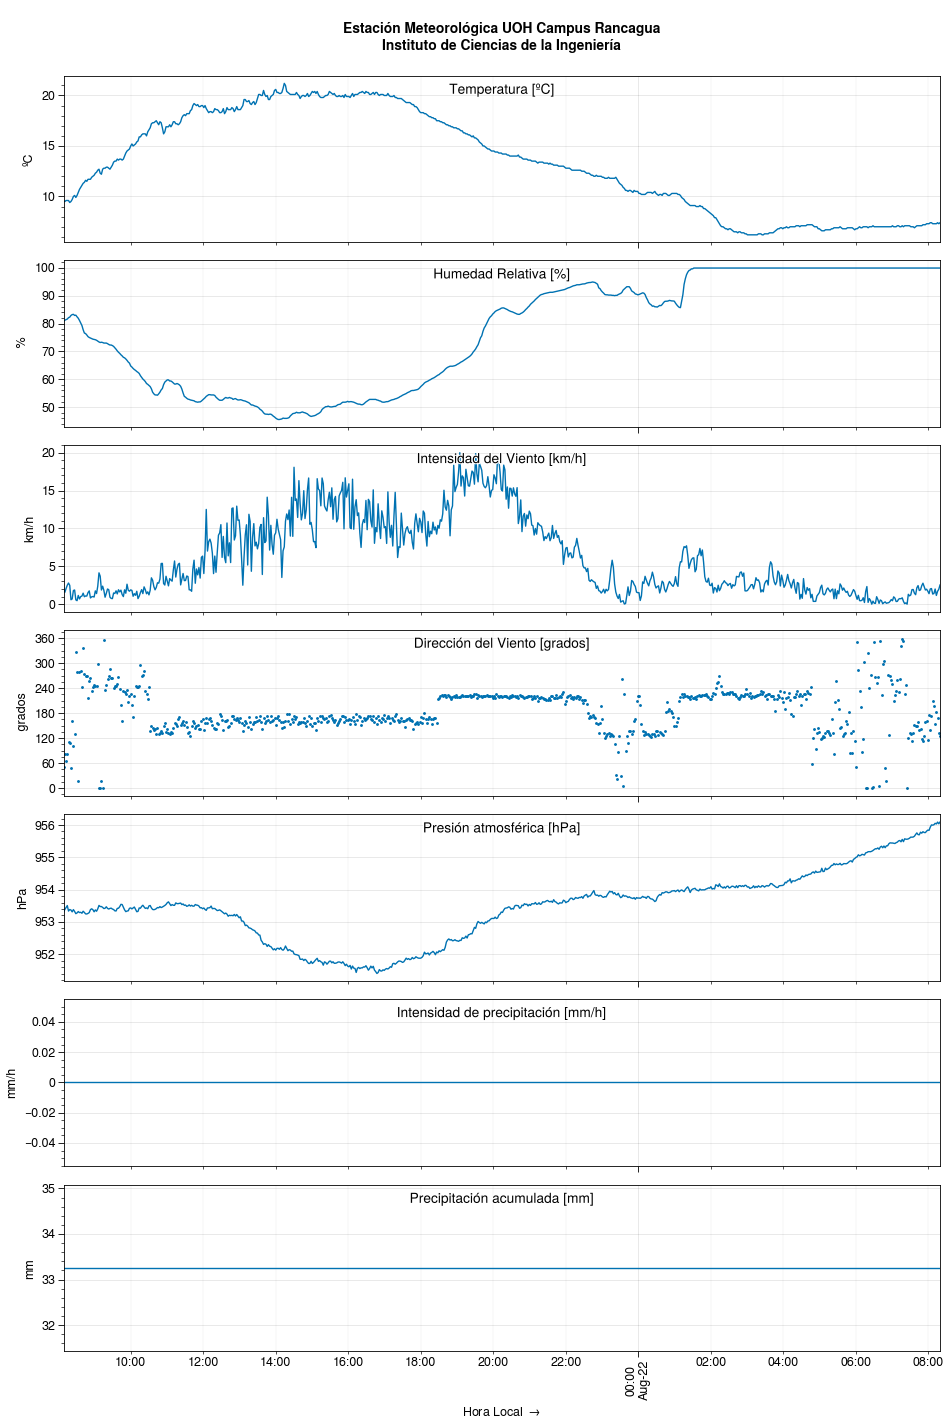 Estación Meteorológica UOH Campus Rancagua
Instituto de Ciencias de la Ingeniería
Temperatura [ºC]
20
15
10
ºC
Humedad Relativa [%]
100
90
80
70
60
50
%
Intensidad del Viento [km/h]
20
15
10
5
0
km/h
Dirección del Viento [grados]
360
300
240
180
120
60
0
grados
Presión atmosférica [hPa]
956
955
954
953
952
hPa
Intensidad de precipitación [mm/h]
0.04
0.02
0
−0.02
−0.04
mm/h
Precipitación acumulada [mm]
35
34
33
32
mm
10:00 12:00 14:00 16:00 18:00 20:00 22:00 00:00 02:00 04:00 06:00 08:00
Aug-22
Hora Local →